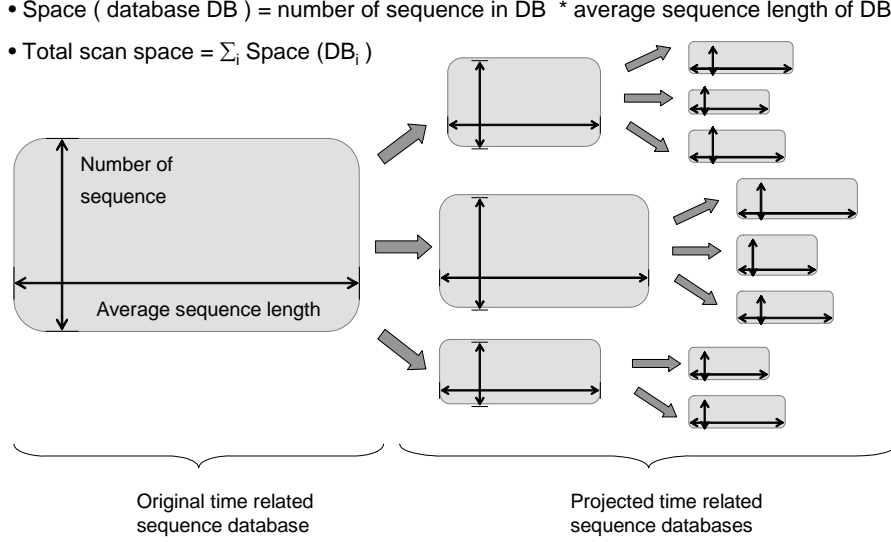 • Space ( database DB ) = number of sequence in DB * average sequence length of DB
• Total scan space = ∑i Space (DBi )
Number of
sequence
Average sequence length
Original time related
sequence database
Projected time related
sequence databases